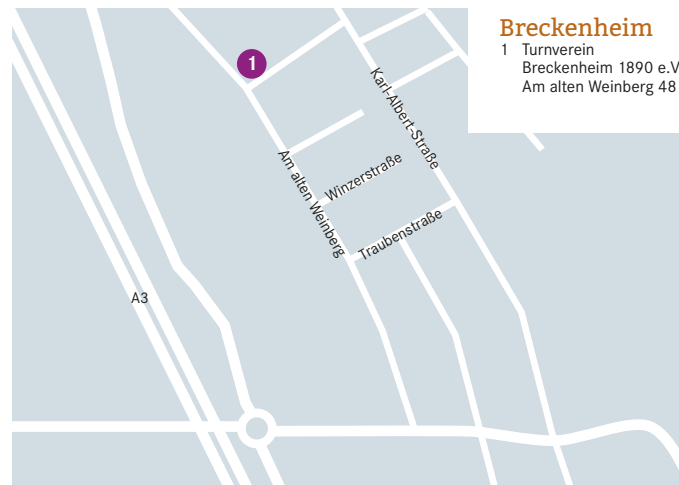 Breckenheim
1 Turnverein
Breckenheim 1890 e.V
Am alten Weinberg 48
1
Karl-Albert-Straße
Am alten Weinberg
Winzerstraße
Traubenstraße
A3